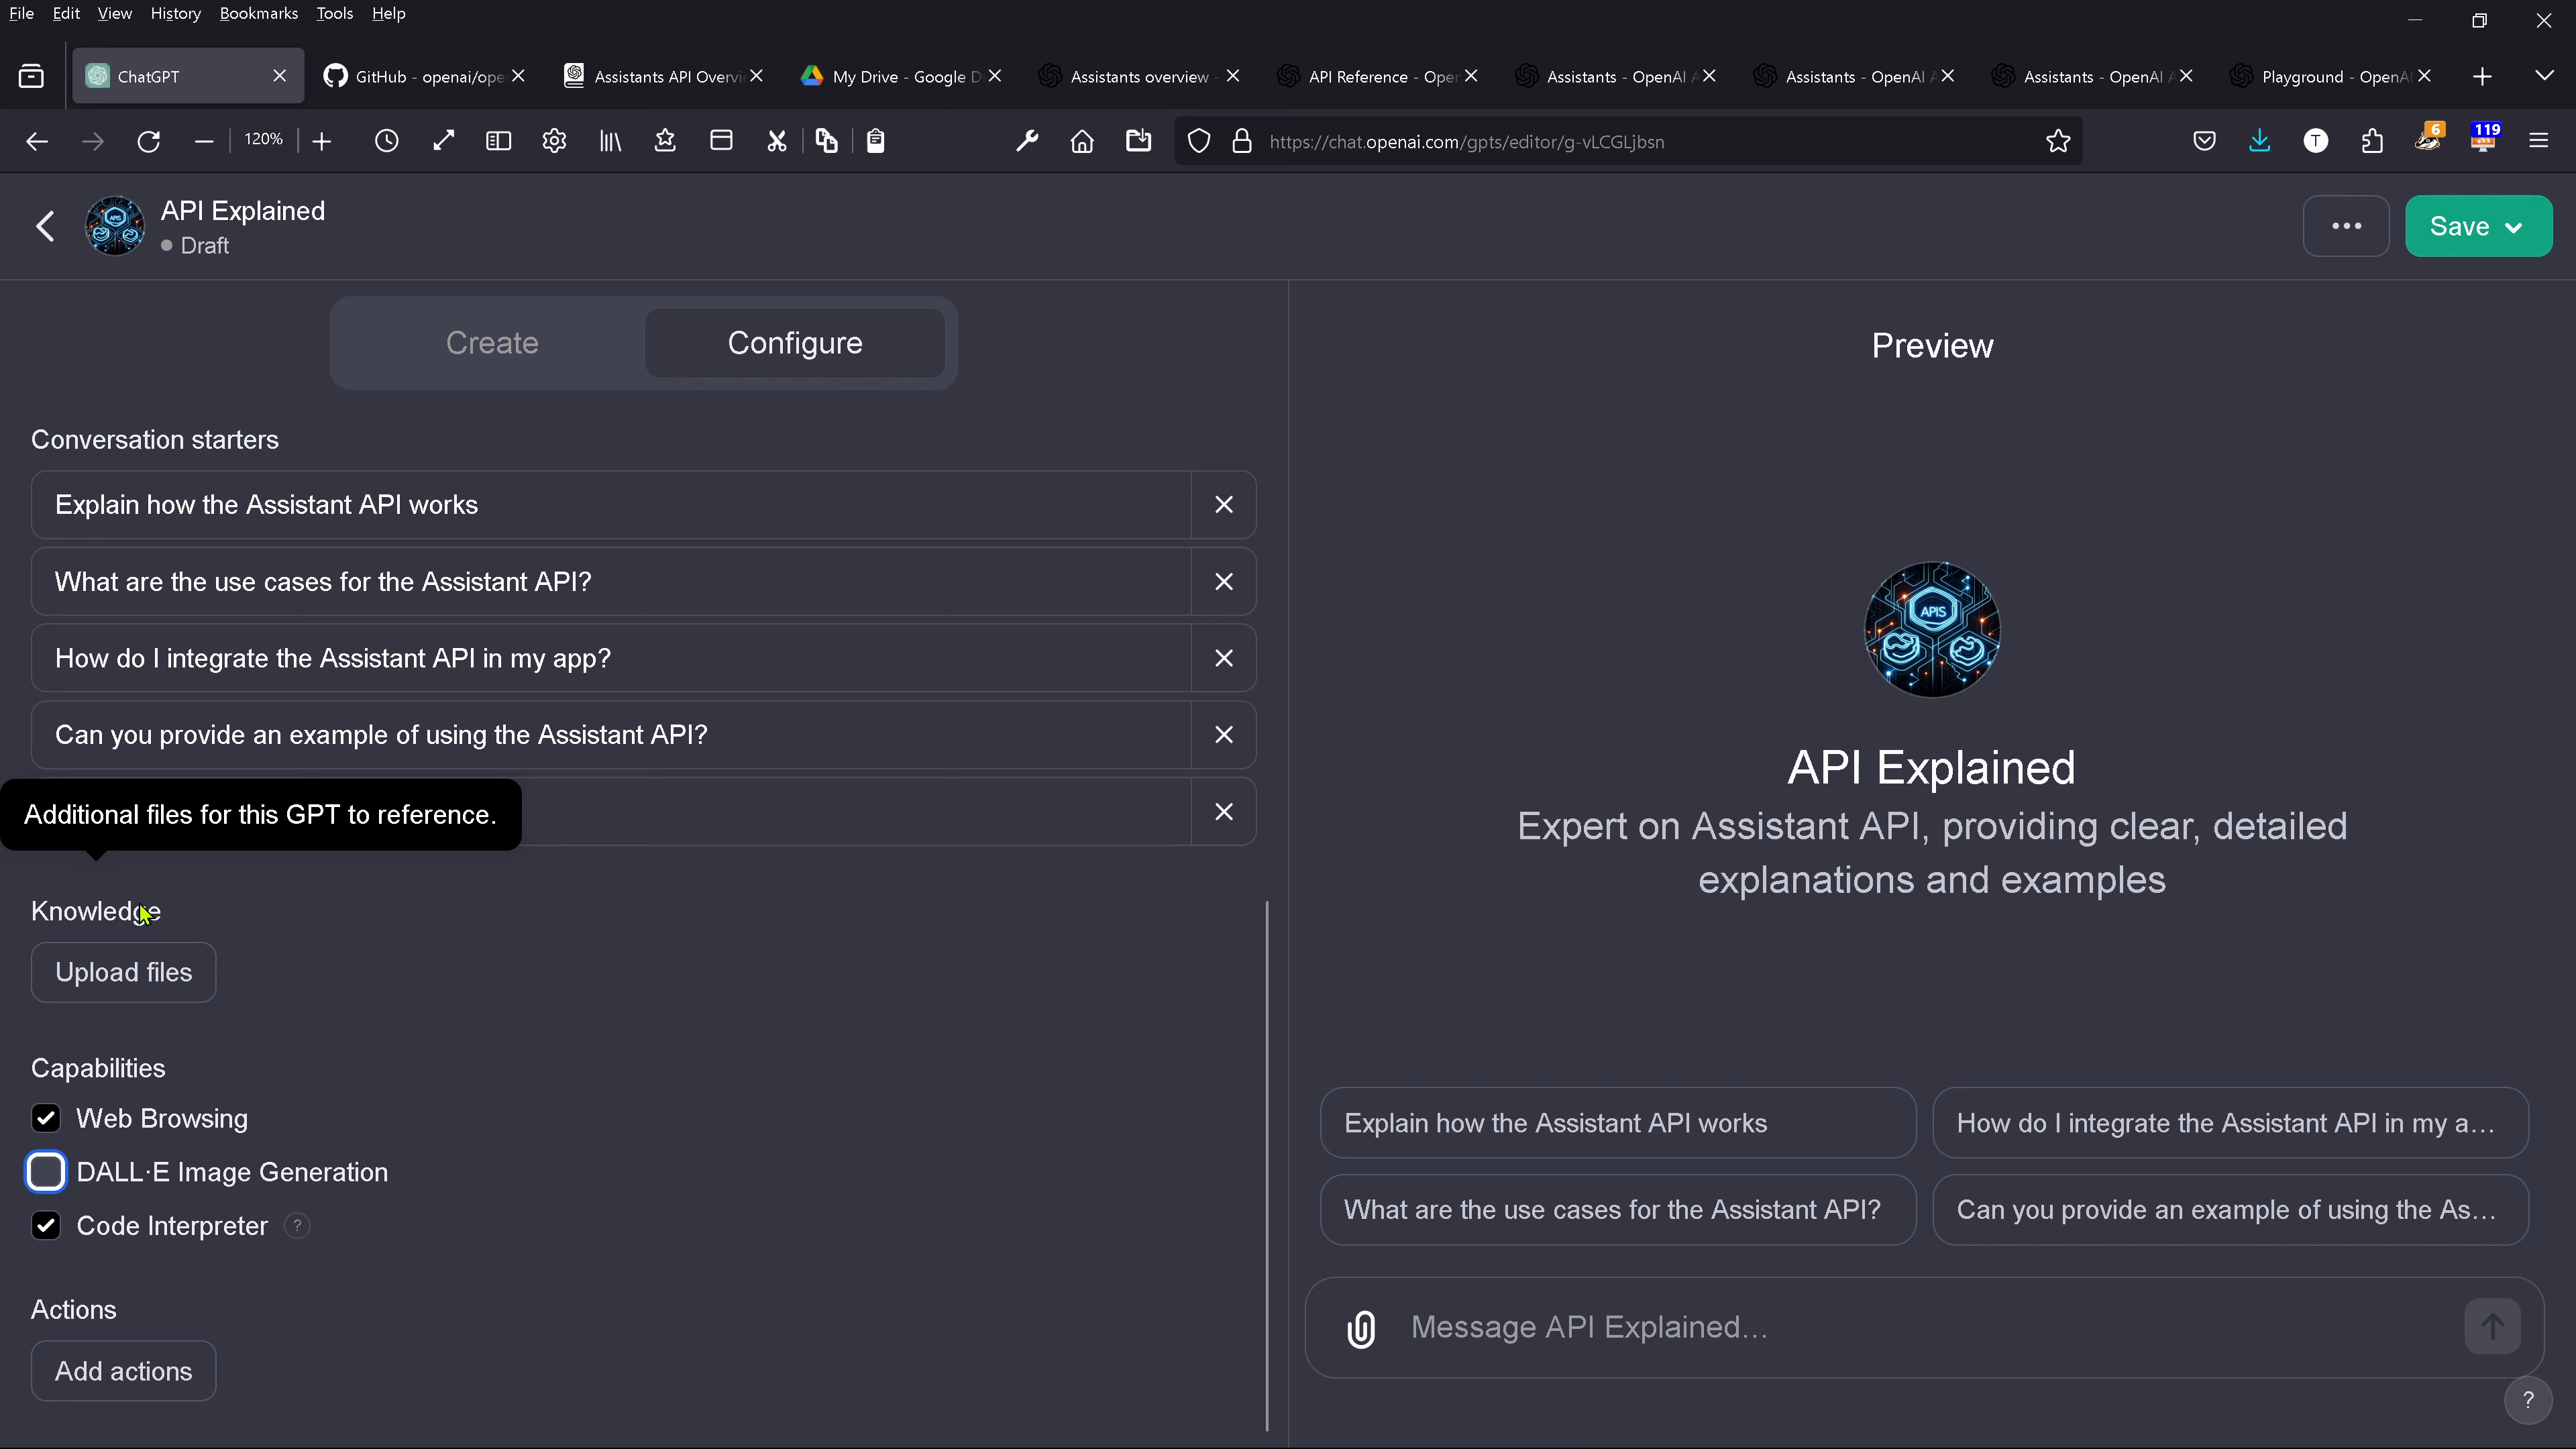 File Edit View History Bookmarks Tools Help
ChatGPT
GitHub - openai/ope
Assistants API Overvi
My Drive - Google D
Assistants overview -
API Reference - Ope
Assistants - OpenAI A
Assistants - OpenAI A
Assistants - OpenAI A
Playground - OpenA
120%
https://chat.openai.com/gpts/editor/g-vLCGLjbsn
T
6
119
API Explained
Draft
Save
Create
Configure
Preview
Conversation starters
Explain how the Assistant API works
What are the use cases for the Assistant API?
How do I integrate the Assistant API in my app?
Can you provide an example of using the Assistant API?
Additional files for this GPT to reference.
Knowledge
Upload files
Capabilities
Web Browsing
DALL·E Image Generation
Code Interpreter ?
Actions
Add actions
APIS
API Explained
Expert on Assistant API, providing clear, detailed
explanations and examples
Explain how the Assistant API works
How do I integrate the Assistant API in my a...
What are the use cases for the Assistant API?
Can you provide an example of using the As...
Message API Explained...
?